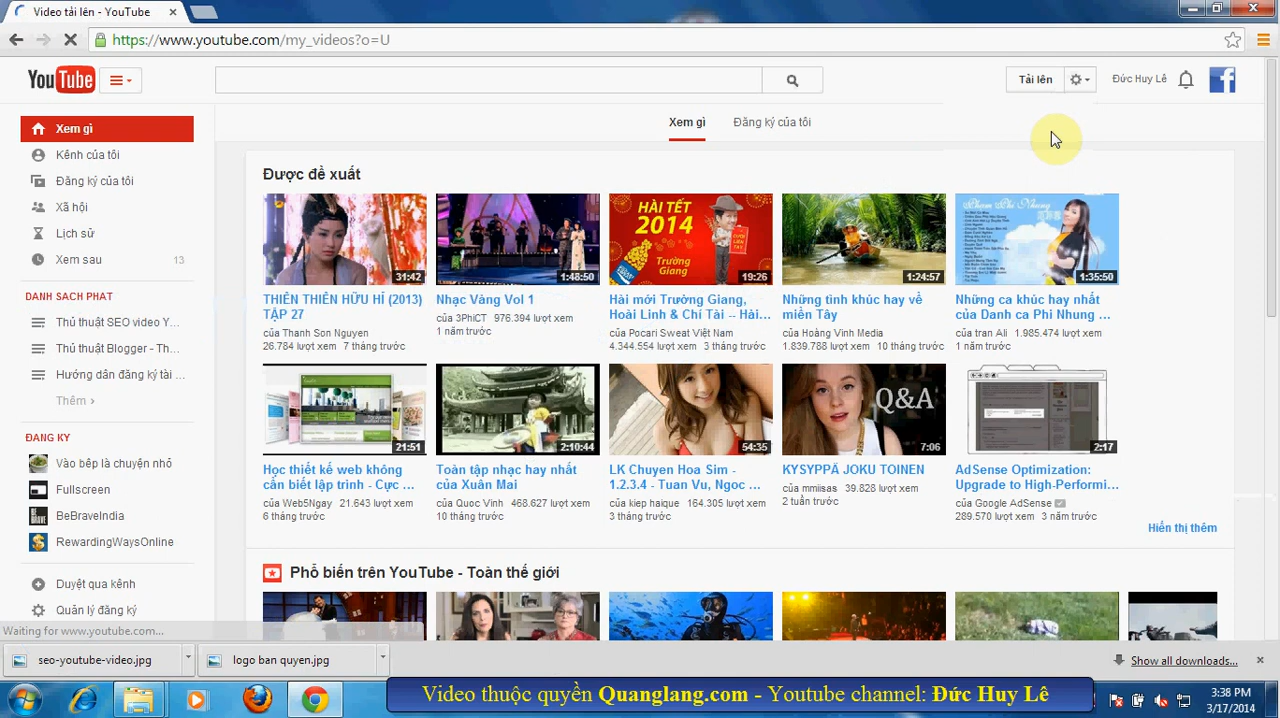 Video tải lên - YouTube
https://www.youtube.com/my_videos?o=U
YouTube
Tải lên
Đức Huy Lê
Xem gì
Đăng ký của tôi
Xem gì
Kênh của tôi
Đăng ký của tôi
Xã hội
Lịch sử
Xem sau 13
DANH SÁCH PHÁT
Thủ thuật SEO video Y...
Thủ thuật Blogger - Th...
Hướng dẫn đăng ký tài ...
Thêm ›
ĐĂNG KÝ
Vào bếp là chuyện nhỏ
Fullscreen
BeBraveIndia
RewardingWaysOnline
Duyệt qua kênh
Quản lý đăng ký
Được đề xuất
31:42
THIÊN THIÊN HỮU HỈ (2013)
TẬP 27
của Thanh Son Nguyen
26.784 lượt xem 7 tháng trước
1:48:50
Nhạc Vàng Vol 1
của 3PhiCT 976.394 lượt xem
1 năm trước
HÀI TẾT
2014
Trường
Giang
19:26
Hài mới Trường Giang,
Hoài Linh & Chí Tài -- Hài...
của Pocari Sweat Việt Nam
4.344.554 lượt xem 3 tháng trước
1:24:57
Những tình khúc hay về
miền Tây
của Hoàng Vinh Media
1.839.788 lượt xem 10 tháng trước
Phạm Phi Nhung
1:35:50
Những ca khúc hay nhất
của Danh ca Phi Nhung ...
của tran Ali 1.985.474 lượt xem
1 năm trước
21:51
Học thiết kế web không
cần biết lập trình - Cực ...
của Web5Ngay 21.643 lượt xem
6 tháng trước
2:10:44
Toàn tập nhạc hay nhất
của Xuân Mai
của Quoc Vinh 468.627 lượt xem
10 tháng trước
54:35
LK Chuyen Hoa Sim -
1.2.3.4 - Tuan Vu, Ngoc ...
của kiep haique 164.305 lượt xem
3 tháng trước
Q&A
7:06
KYSYPPÄ JOKU TOINEN
của mmiisas 39.828 lượt xem
2 tuần trước
2:17
AdSense Optimization:
Upgrade to High-Performi...
của Google AdSense
289.570 lượt xem 3 năm trước
Hiển thị thêm
Phổ biến trên YouTube - Toàn thế giới
Waiting for www.youtube.com...
seo-youtube-video.jpg
logo ban quyen.jpg
Show all downloads...
Video thuộc quyền Quanglang.com - Youtube channel: Đức Huy Lê
3:38 PM
3/17/2014